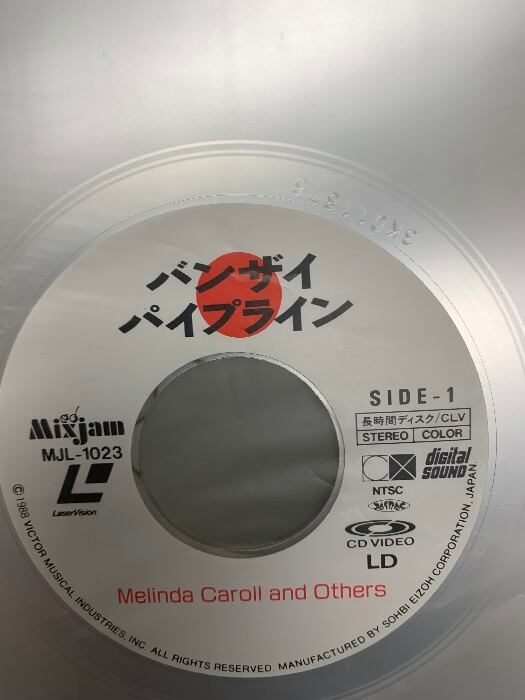 バンザイ
パイプライン
SIDE-1
長時間ディスク/CLV
STEREO COLOR
Mixjam
MJL-1023
LaserVision
CX digital SOUND
NTSC
CD VIDEO
LD
Melinda Caroll and Others
©1988 VICTOR MUSICAL INDUSTRIES, INC. ALL RIGHTS RESERVED. MANUFACTURED BY SOHBI EIZOH CORPORATION, JAPAN